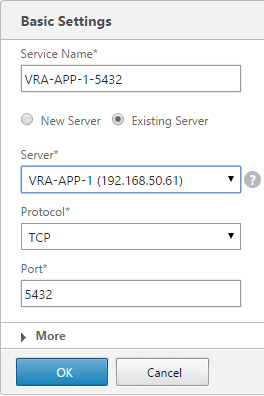 Basic Settings
Service Name*
VRA-APP-1-5432
New Server Existing Server
Server*
VRA-APP-1 (192.168.50.61)
?
Protocol*
TCP
Port*
5432
More
OK Cancel